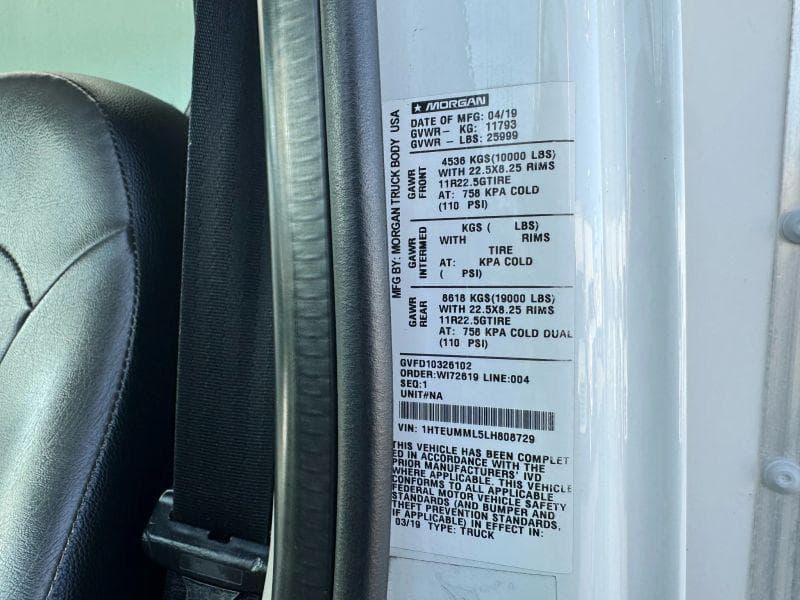 MORGAN
DATE OF MFG: 04/19
GVWR- KG: 11793
GVWR- LBS: 25999
MFG BY: MORGAN TRUCK BODY USA
GAWR FRONT
4536 KGS(10000 LBS)
WITH 22.5X8.25 RIMS
11R22.5GTIRE
AT: 758 KPA COLD
(110 PSI)
GAWR INTERMED
KGS ( LBS)
WITH RIMS
TIRE
AT: KPA COLD
( PSI)
GAWR REAR
8618 KGS(19000 LBS)
WITH 22.5X8.25 RIMS
11R22.5GTIRE
AT: 758 KPA COLD DUAL
(110 PSI)
GVFD10326102
ORDER:WI72619 LINE:004
SEQ:1
UNIT#NA
VIN: 1HTEUMML5LH608729
THIS VEHICLE HAS BEEN COMPLET
ED IN ACCORDANCE WITH THE
PRIOR MANUFACTURERS' IVD
WHERE APPLICABLE. THIS VEHICLE
CONFORMS TO ALL APPLICABLE
FEDERAL MOTOR VEHICLE SAFETY
STANDARDS (AND BUMPER AND
THEFT PREVENTION STANDARDS,
IF APPLICABLE) IN EFFECT IN:
03/19 TYPE: TRUCK